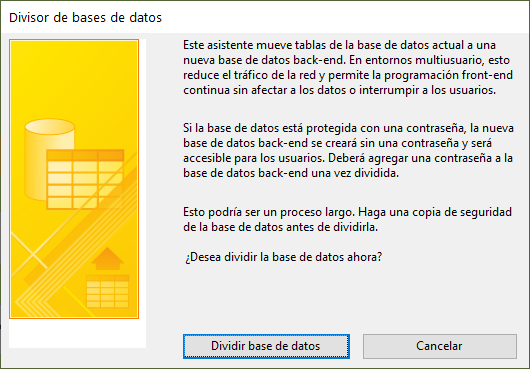 Divisor de bases de datos
Este asistente mueve tablas de la base de datos actual a una
nueva base de datos back-end. En entornos multiusuario, esto
reduce el tráfico de la red y permite la programación front-end
continua sin afectar a los datos o interrumpir a los usuarios.
Si la base de datos está protegida con una contraseña, la nueva
base de datos back-end se creará sin una contraseña y será
accesible para los usuarios. Deberá agregar una contraseña a la
base de datos back-end una vez dividida.
Esto podría ser un proceso largo. Haga una copia de seguridad
de la base de datos antes de dividirla.
¿Desea dividir la base de datos ahora?
Dividir base de datos
Cancelar